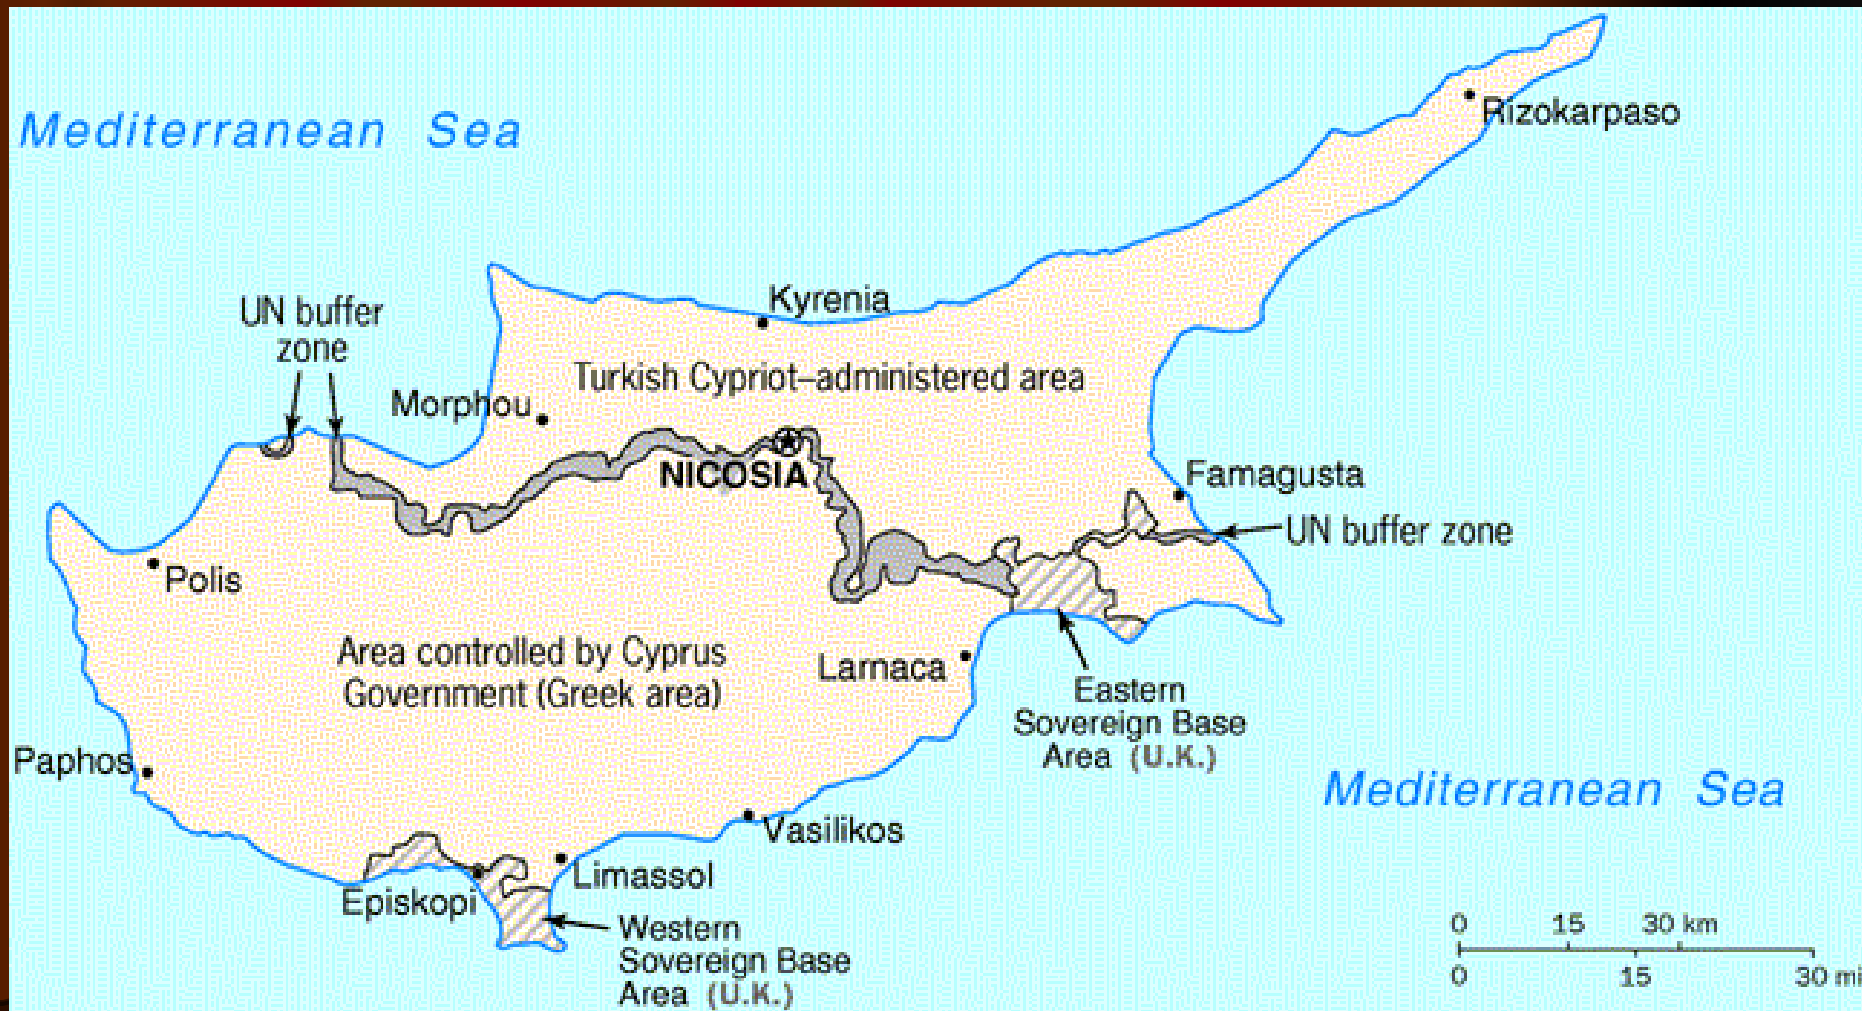 Mediterranean Sea
Rizokarpaso
UN buffer
zone
Kyrenia
Turkish Cypriot–administered area
Morphou
NICOSIA
Famagusta
UN buffer zone
Polis
Area controlled by Cyprus
Government (Greek area)
Larnaca
Eastern
Sovereign Base
Area (U.K.)
Paphos
Mediterranean Sea
Vasilikos
Limassol
Episkopi
Western
Sovereign Base
Area (U.K.)
0 15 30 km
0 15 30 mi